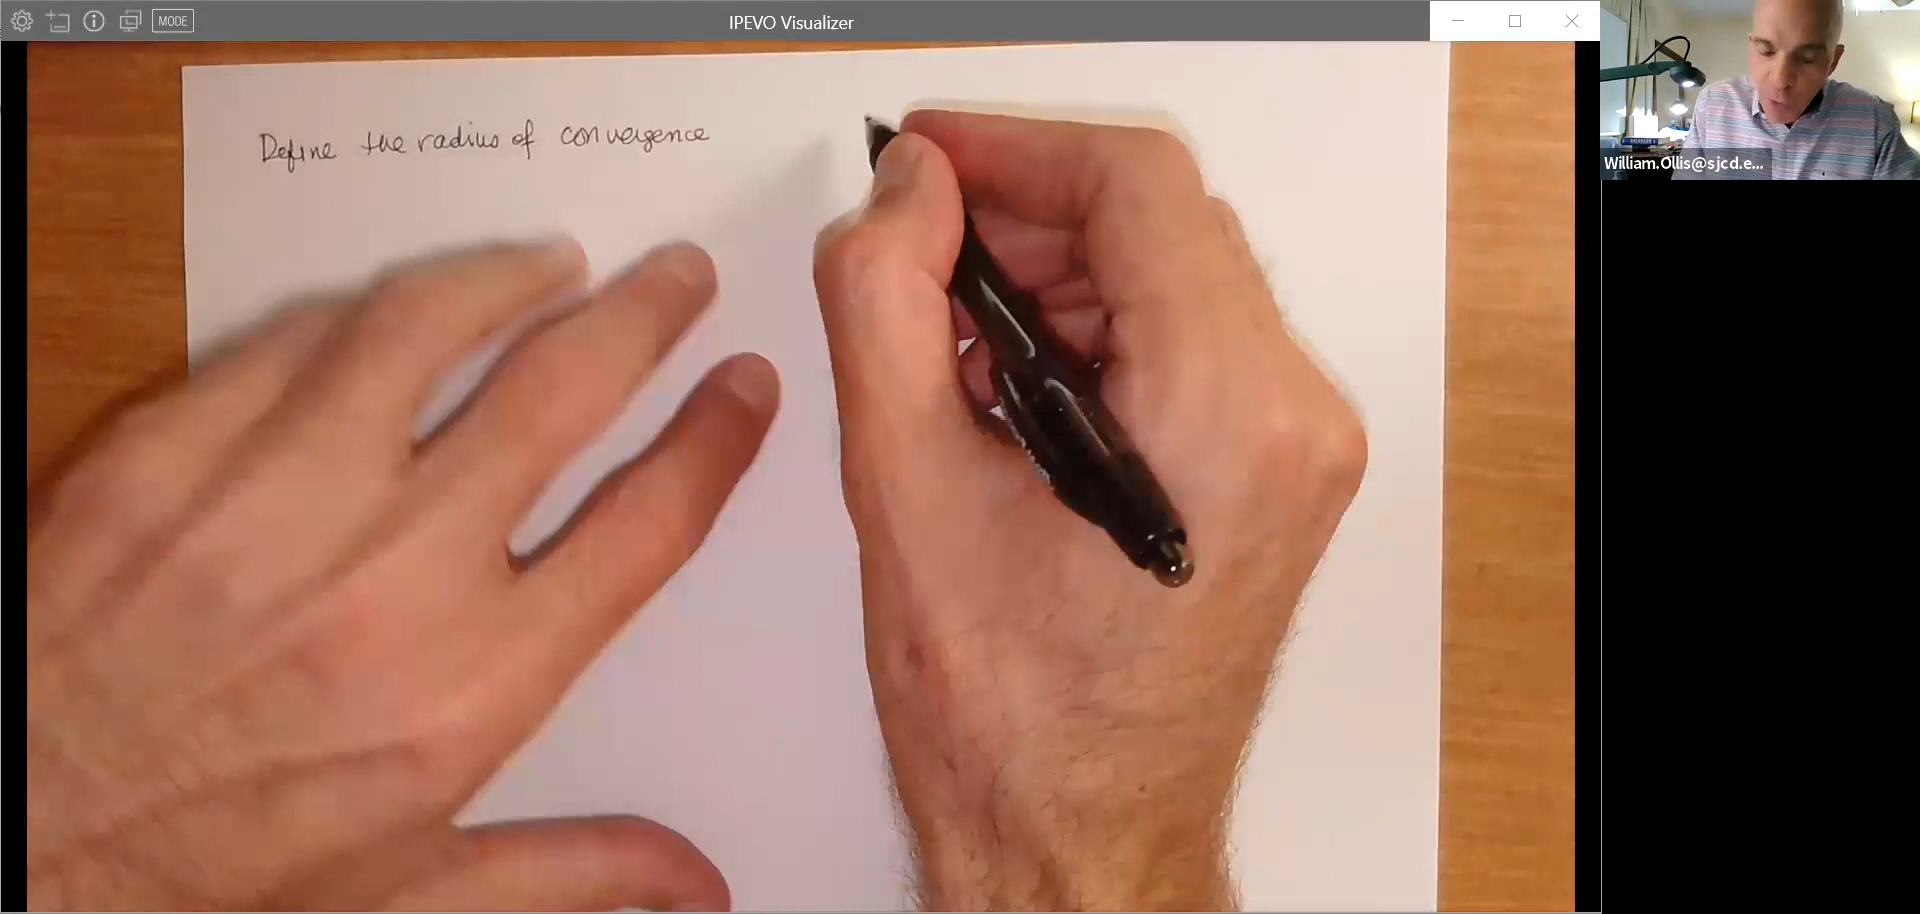 MODE
IPEVO Visualizer
Define the radius of convergence
William.Ollis@sjcd.e...